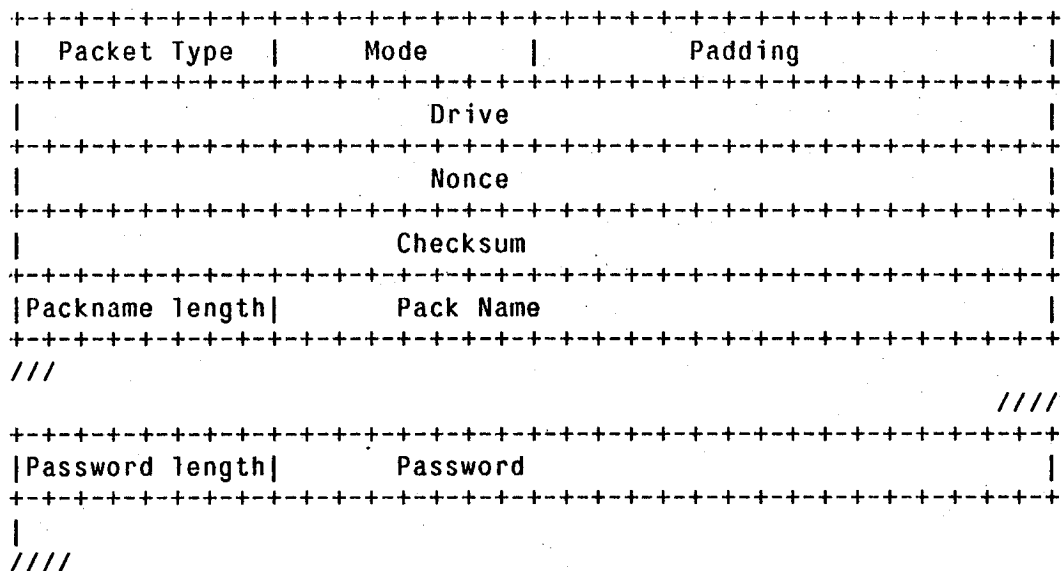 +-+-+-+-+-+-+-+-+-+-+-+-+-+-+-+-+-+-+-+-+-+-+-+-+-+-+-+-+-+-+-+-+
|  Packet Type  |     Mode      |         Padding               |
+-+-+-+-+-+-+-+-+-+-+-+-+-+-+-+-+-+-+-+-+-+-+-+-+-+-+-+-+-+-+-+-+
|                         Drive                                 |
+-+-+-+-+-+-+-+-+-+-+-+-+-+-+-+-+-+-+-+-+-+-+-+-+-+-+-+-+-+-+-+-+
|                         Nonce                                 |
+-+-+-+-+-+-+-+-+-+-+-+-+-+-+-+-+-+-+-+-+-+-+-+-+-+-+-+-+-+-+-+-+
|                       Checksum                                |
+-+-+-+-+-+-+-+-+-+-+-+-+-+-+-+-+-+-+-+-+-+-+-+-+-+-+-+-+-+-+-+-+
|Packname length|       Pack Name                               |
+-+-+-+-+-+-+-+-+-+-+-+-+-+-+-+-+-+-+-+-+-+-+-+-+-+-+-+-+-+-+-+-+
///
                                                             ////
+-+-+-+-+-+-+-+-+-+-+-+-+-+-+-+-+-+-+-+-+-+-+-+-+-+-+-+-+-+-+-+-+
|Password length|       Password                                |
+-+-+-+-+-+-+-+-+-+-+-+-+-+-+-+-+-+-+-+-+-+-+-+-+-+-+-+-+-+-+-+-+
|
////